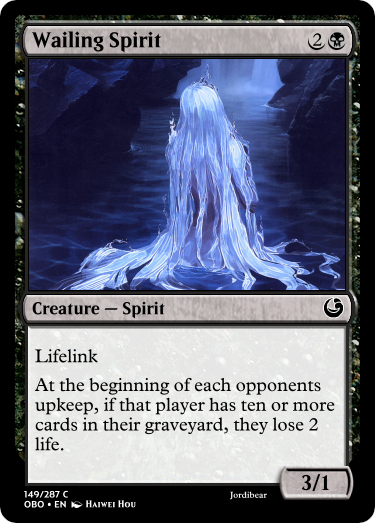 Wailing Spirit 2
Creature — Spirit
Lifelink
At the beginning of each opponents
upkeep, if that player has ten or more
cards in their graveyard, they lose 2
life.
3/1
149/287 C
OBO • EN Haiwei Hou
Jordibear